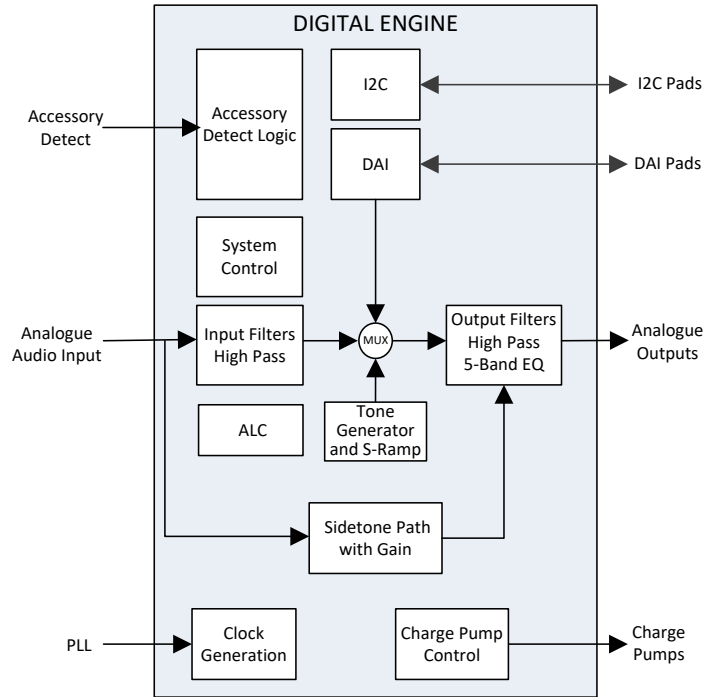 DIGITAL ENGINE
Accessory
Detect
Accessory
Detect Logic
I2C
I2C Pads
DAI
DAI Pads
System
Control
Analogue
Audio Input
Input Filters
High Pass
MUX
Output Filters
High Pass
5-Band EQ
Analogue
Outputs
ALC
Tone
Generator
and S-Ramp
Sidetone Path
with Gain
PLL
Clock
Generation
Charge Pump
Control
Charge
Pumps